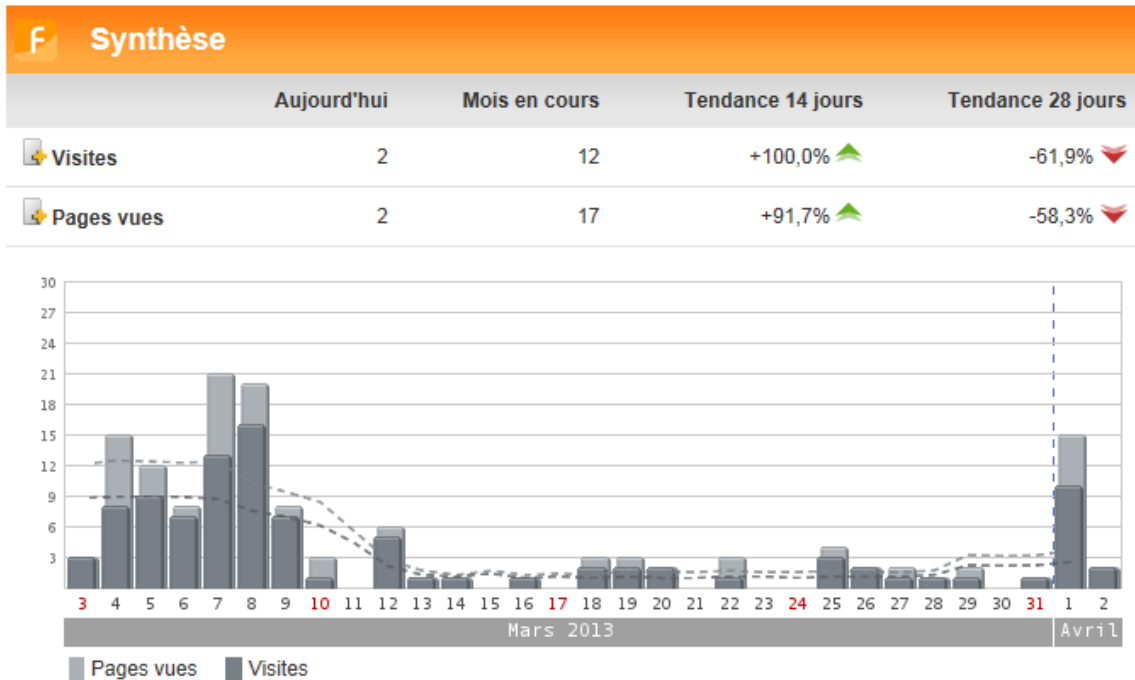 F Synthèse
Aujourd'hui Mois en cours Tendance 14 jours Tendance 28 jours
Visites 2 12 +100,0% -61,9%
Pages vues 2 17 +91,7% -58,3%
30
27
24
21
18
15
12
9
6
3
3 4 5 6 7 8 9 10 11 12 13 14 15 16 17 18 19 20 21 22 23 24 25 26 27 28 29 30 31 1 2
Mars 2013 Avril
Pages vues Visites